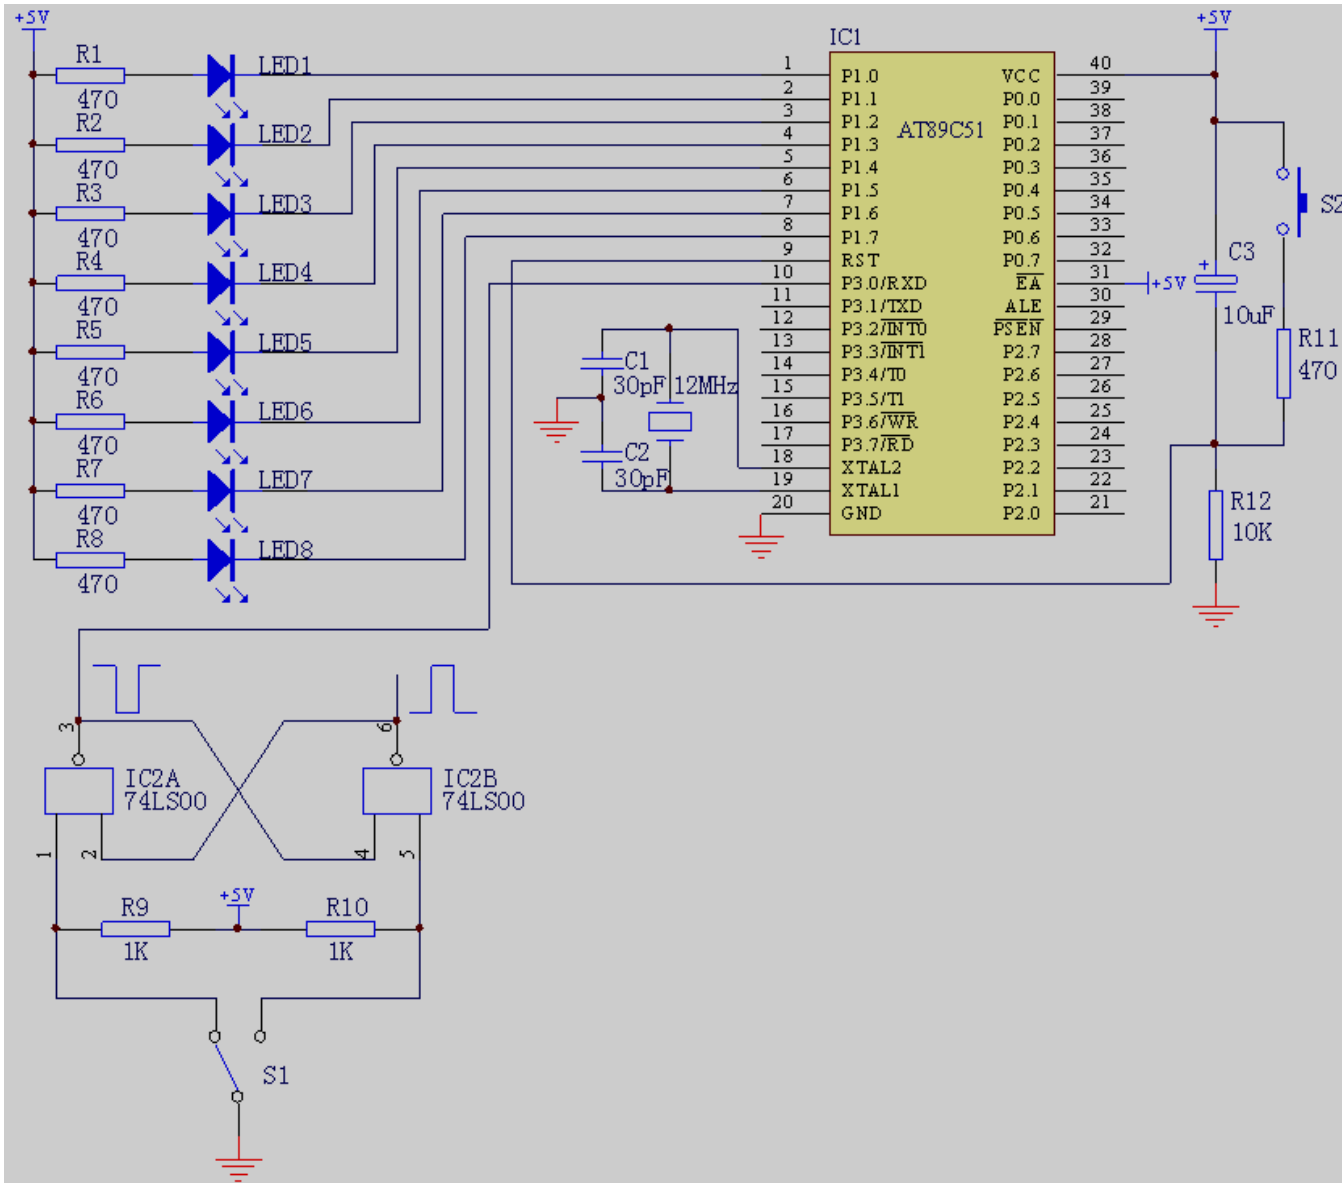 +5V
R1
470
LED1
R2
470
LED2
R3
470
LED3
R4
470
LED4
R5
470
LED5
R6
470
LED6
R7
470
LED7
R8
470
LED8
IC1
AT89C51
1 P1.0
2 P1.1
3 P1.2
4 P1.3
5 P1.4
6 P1.5
7 P1.6
8 P1.7
9 RST
10 P3.0/RXD
11 P3.1/TXD
12 P3.2/INT0
13 P3.3/INT1
14 P3.4/T0
15 P3.5/T1
16 P3.6/WR
17 P3.7/RD
18 XTAL2
19 XTAL1
20 GND
VCC 40
P0.0 39
P0.1 38
P0.2 37
P0.3 36
P0.4 35
P0.5 34
P0.6 33
P0.7 32
EA 31
ALE 30
PSEN 29
P2.7 28
P2.6 27
P2.5 26
P2.4 25
P2.3 24
P2.2 23
P2.1 22
P2.0 21
+5V
+5V
S2
C3
+
10uF
R11
470
R12
10K
C1
30pF
12MHz
C2
30pF
3
6
IC2A
74LS00
IC2B
74LS00
1
2
4
5
+5V
R9
1K
R10
1K
S1